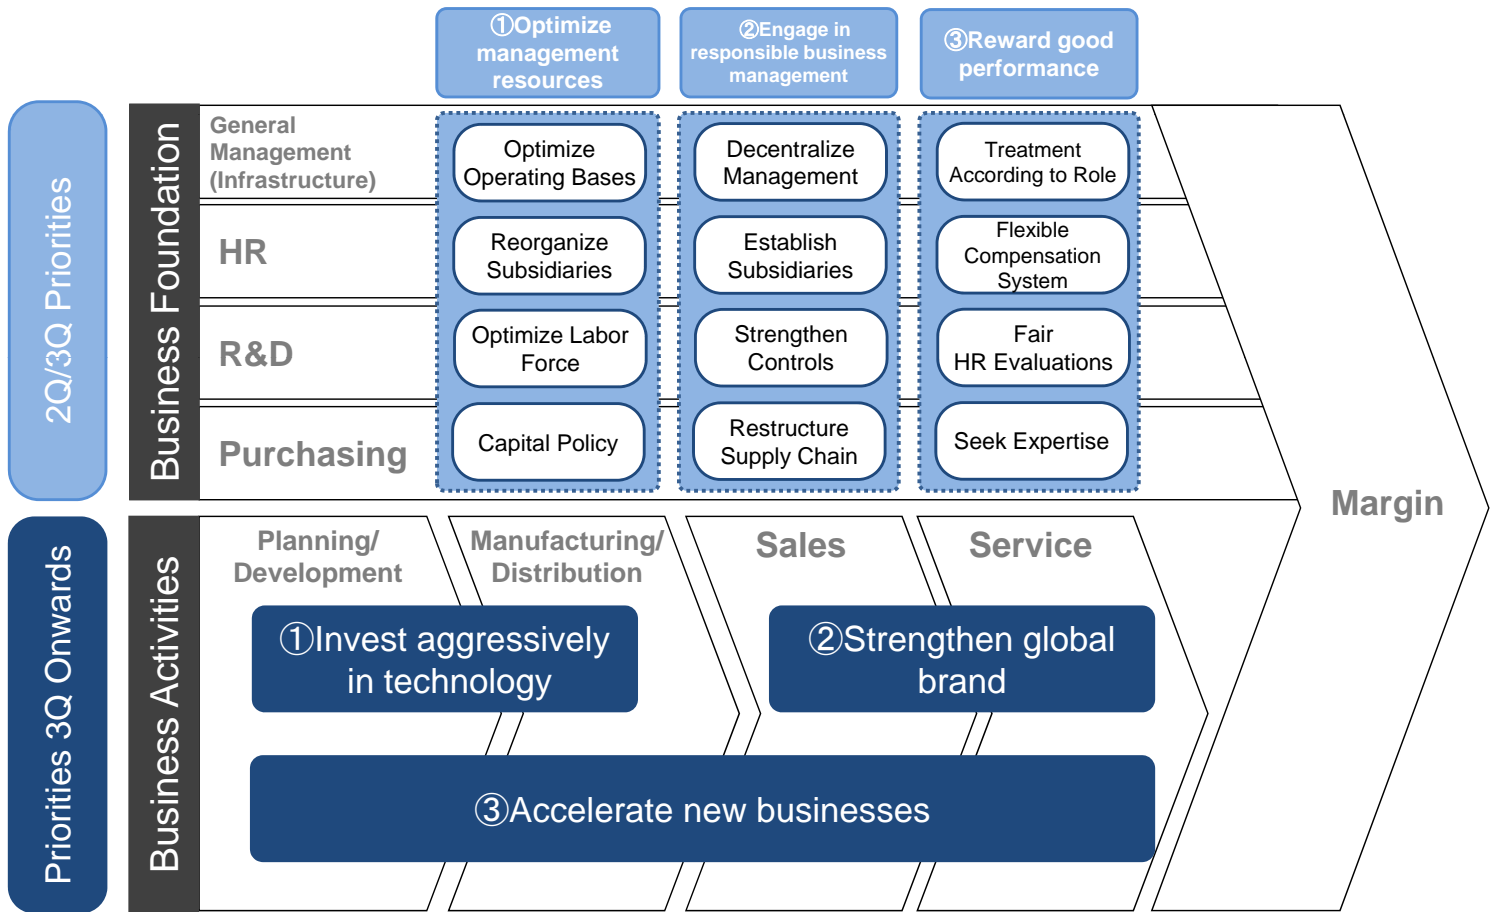 ①Optimize
management
resources
②Engage in
responsible business
management
③Reward good
performance
2Q/3Q Priorities
Business Foundation
General
Management
(Infrastructure)
Optimize
Operating Bases
Decentralize
Management
Treatment
According to Role
HR
Reorganize
Subsidiaries
Establish
Subsidiaries
Flexible
Compensation
System
R&D
Optimize Labor
Force
Strengthen
Controls
Fair
HR Evaluations
Purchasing
Capital Policy
Restructure
Supply Chain
Seek Expertise
Margin
Priorities 3Q Onwards
Business Activities
Planning/
Development
Manufacturing/
Distribution
Sales
Service
①Invest aggressively
in technology
②Strengthen global
brand
③Accelerate new businesses